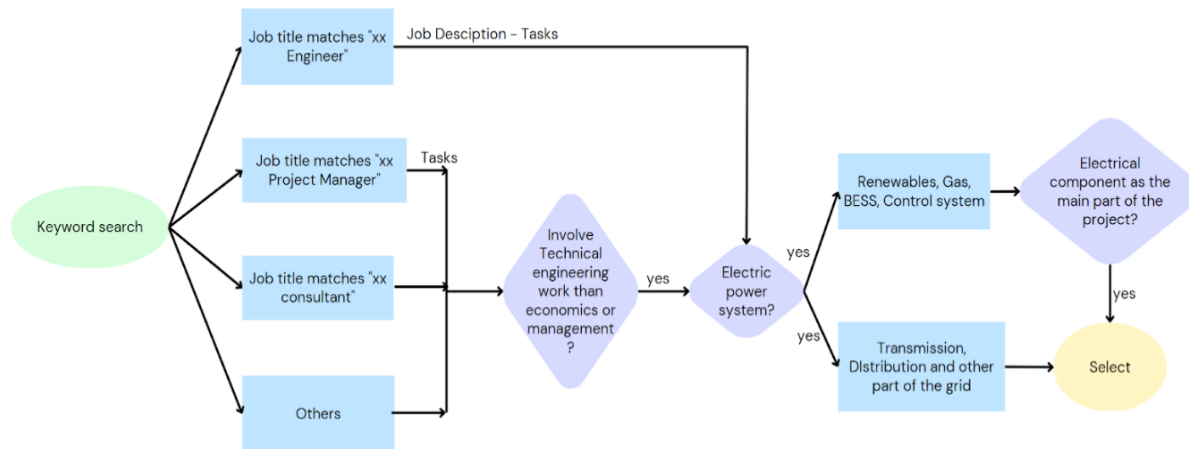 Keyword search
Job title matches "xx
Engineer"
Job Desciption - Tasks
Job title matches "xx
Project Manager"
Tasks
Job title matches "xx
consultant"
Others
Involve
Technical
engineering
work than
economics or
management
?
yes
Electric
power
system?
yes
yes
Renewables, Gas,
BESS, Control system
Transmission,
DIstribution and other
part of the grid
Electrical
component as the
main part of the
project?
yes
Select